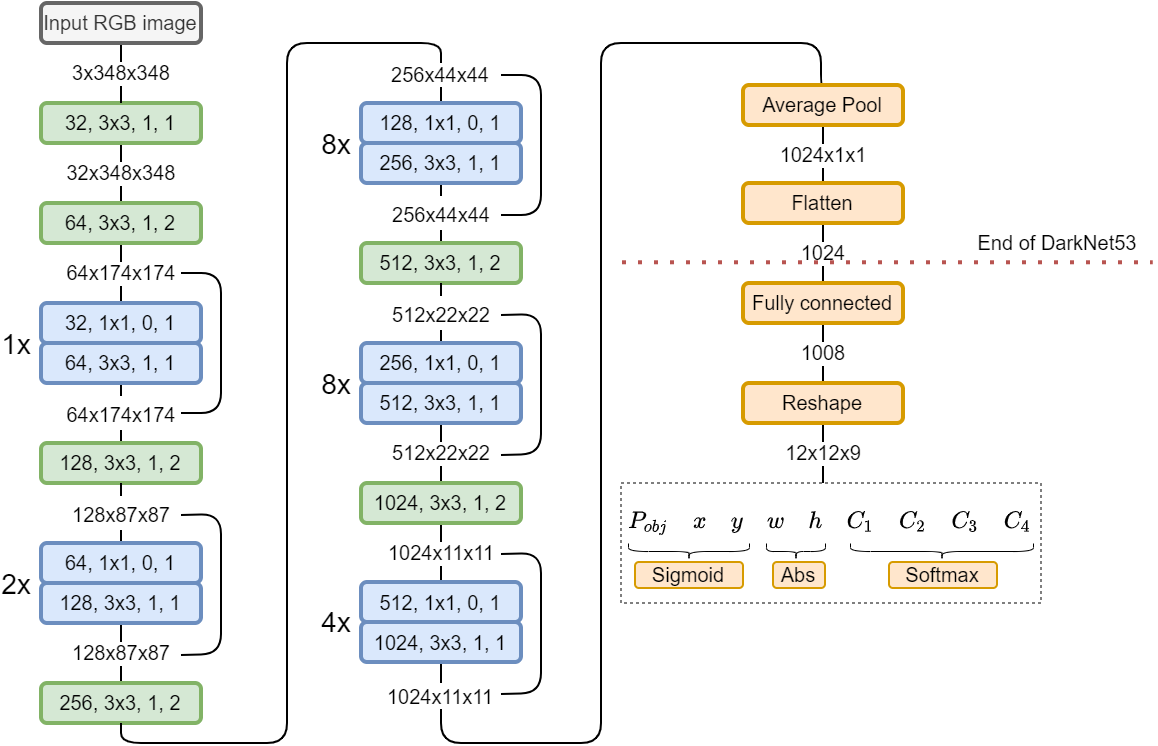 Input RGB image
3x348x348
32, 3x3, 1, 1
32x348x348
64, 3x3, 1, 2
64x174x174
1x
32, 1x1, 0, 1
64, 3x3, 1, 1
64x174x174
128, 3x3, 1, 2
128x87x87
2x
64, 1x1, 0, 1
128, 3x3, 1, 1
128x87x87
256, 3x3, 1, 2
256x44x44
8x
128, 1x1, 0, 1
256, 3x3, 1, 1
256x44x44
512, 3x3, 1, 2
512x22x22
8x
256, 1x1, 0, 1
512, 3x3, 1, 1
512x22x22
1024, 3x3, 1, 2
1024x11x11
4x
512, 1x1, 0, 1
1024, 3x3, 1, 1
1024x11x11
Average Pool
1024x1x1
Flatten
1024
End of DarkNet53
Fully connected
1008
Reshape
12x12x9
P_obj x y w h C_1 C_2 C_3 C_4
Sigmoid Abs Softmax